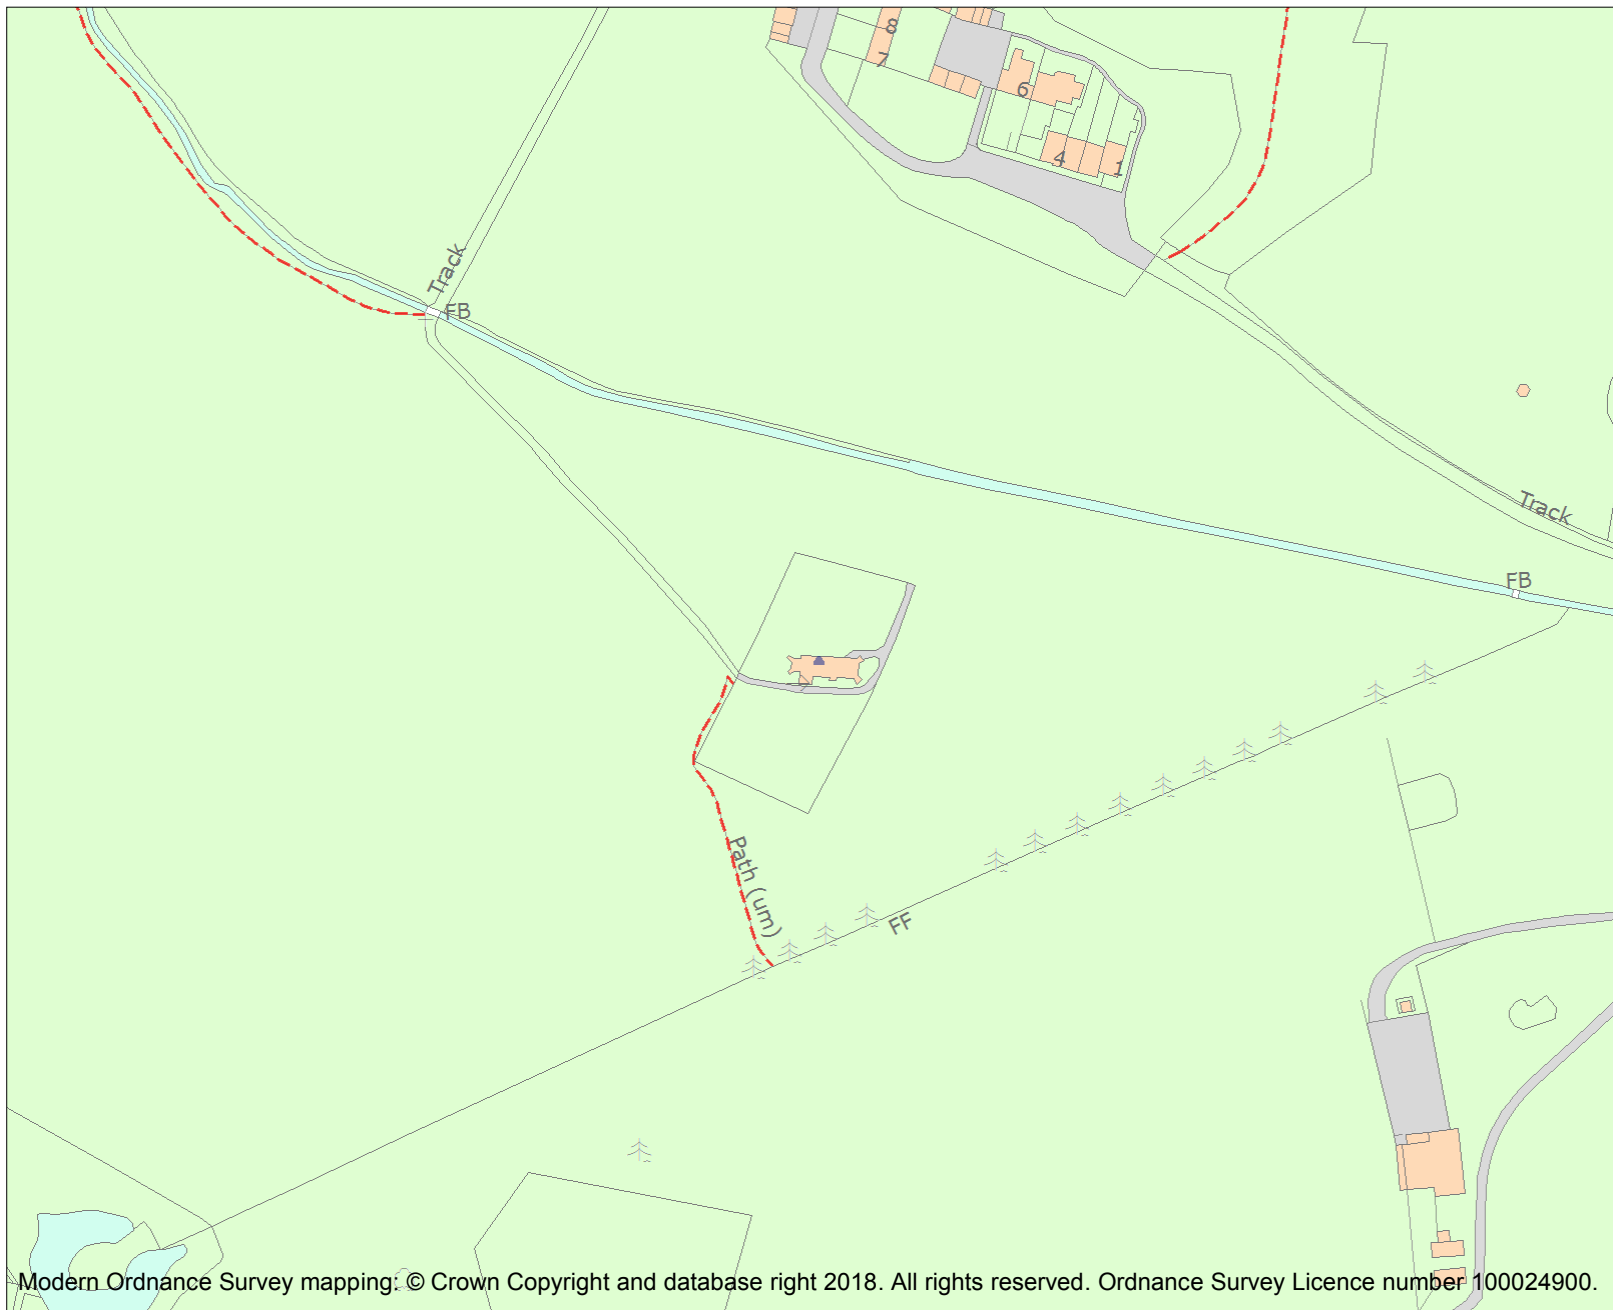 8
7
6
4
1
Track
FB
Track
FB
Path (um)
FF
Modern Ordnance Survey mapping: © Crown Copyright and database right 2018. All rights reserved. Ordnance Survey Licence number 100024900.